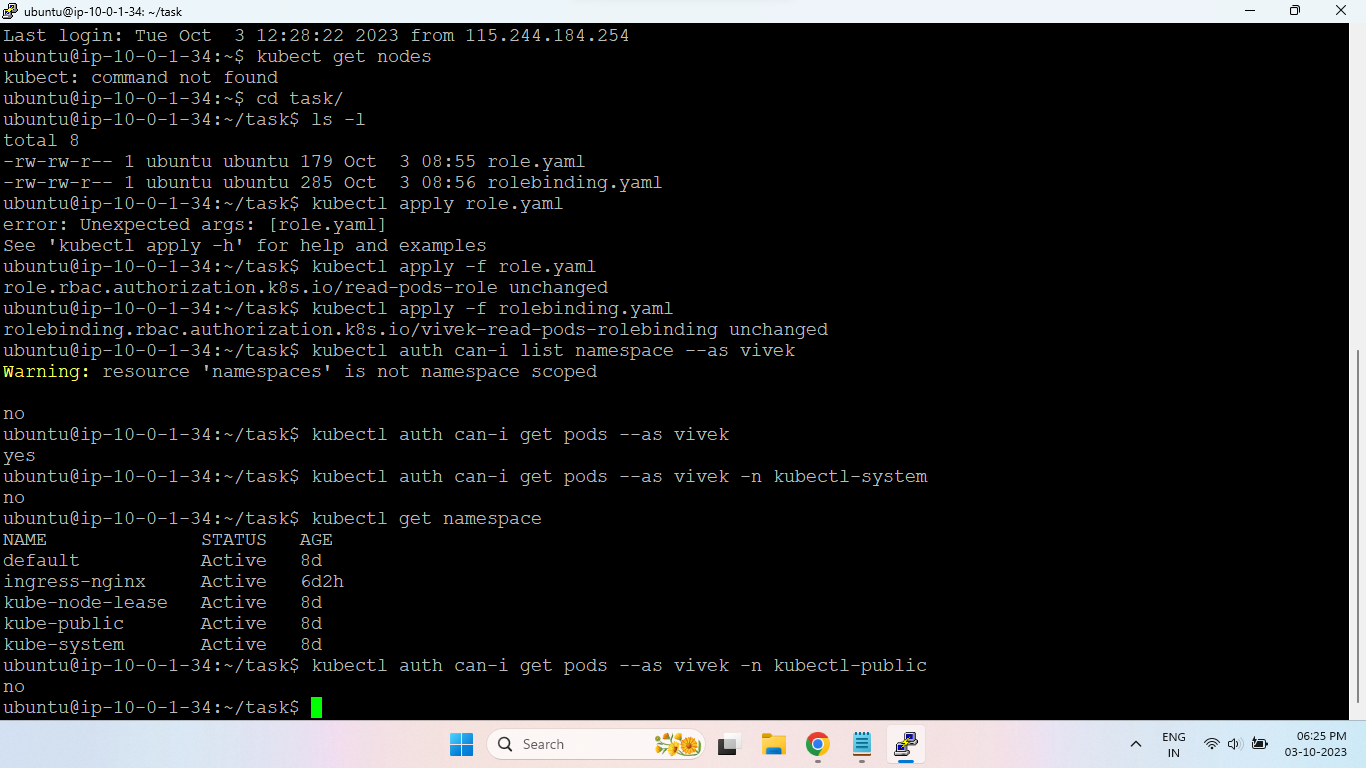 ubuntu@ip-10-0-1-34: ~/task
Last login: Tue Oct  3 12:28:22 2023 from 115.244.184.254
ubuntu@ip-10-0-1-34:~$ kubect get nodes
kubect: command not found
ubuntu@ip-10-0-1-34:~$ cd task/
ubuntu@ip-10-0-1-34:~/task$ ls -l
total 8
-rw-rw-r-- 1 ubuntu ubuntu 179 Oct  3 08:55 role.yaml
-rw-rw-r-- 1 ubuntu ubuntu 285 Oct  3 08:56 rolebinding.yaml
ubuntu@ip-10-0-1-34:~/task$ kubectl apply role.yaml
error: Unexpected args: [role.yaml]
See 'kubectl apply -h' for help and examples
ubuntu@ip-10-0-1-34:~/task$ kubectl apply -f role.yaml
role.rbac.authorization.k8s.io/read-pods-role unchanged
ubuntu@ip-10-0-1-34:~/task$ kubectl apply -f rolebinding.yaml
rolebinding.rbac.authorization.k8s.io/vivek-read-pods-rolebinding unchanged
ubuntu@ip-10-0-1-34:~/task$ kubectl auth can-i list namespace --as vivek
Warning: resource 'namespaces' is not namespace scoped
no
ubuntu@ip-10-0-1-34:~/task$ kubectl auth can-i get pods --as vivek
yes
ubuntu@ip-10-0-1-34:~/task$ kubectl auth can-i get pods --as vivek -n kubectl-system
no
ubuntu@ip-10-0-1-34:~/task$ kubectl get namespace
NAME              STATUS   AGE
default           Active   8d
ingress-nginx     Active   6d2h
kube-node-lease   Active   8d
kube-public       Active   8d
kube-system       Active   8d
ubuntu@ip-10-0-1-34:~/task$ kubectl auth can-i get pods --as vivek -n kubectl-public
no
ubuntu@ip-10-0-1-34:~/task$
Search
ENG
IN
06:25 PM
03-10-2023